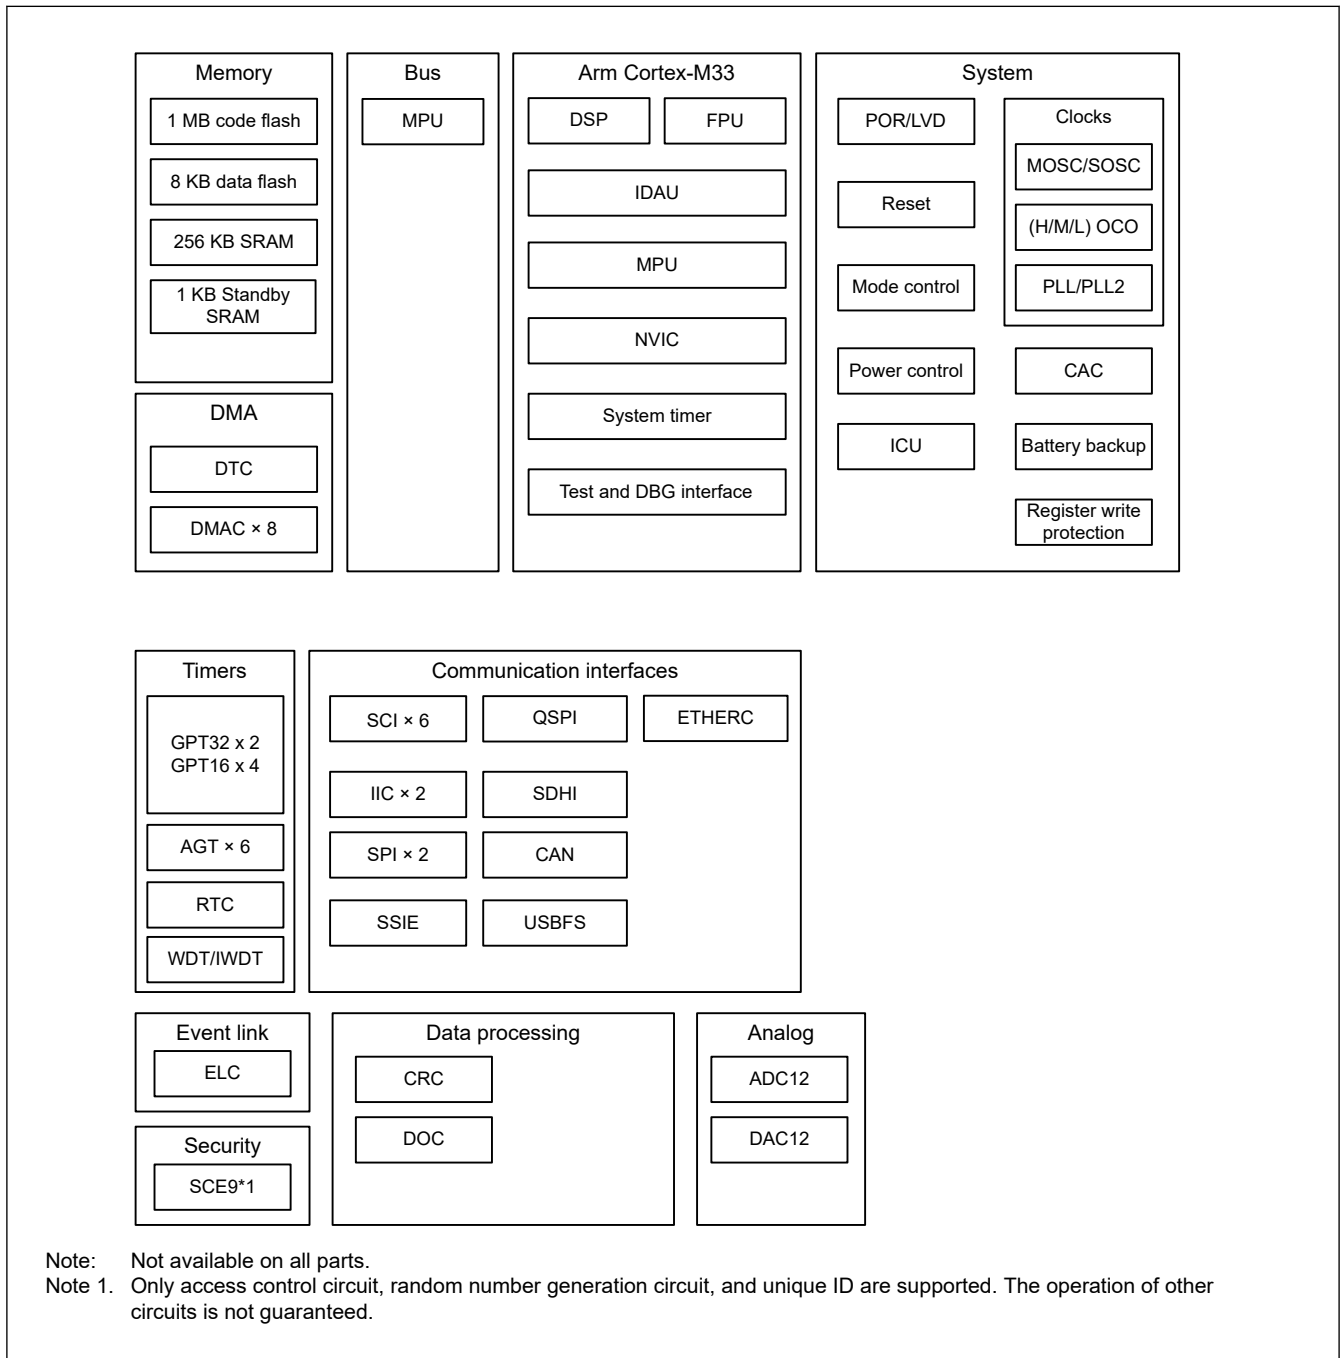 Memory
1 MB code flash
8 KB data flash
256 KB SRAM
1 KB Standby
SRAM
DMA
DTC
DMAC × 8
Bus
MPU
Arm Cortex-M33
DSP
FPU
IDAU
MPU
NVIC
System timer
Test and DBG interface
System
POR/LVD
Reset
Mode control
Power control
ICU
Clocks
MOSC/SOSC
(H/M/L) OCO
PLL/PLL2
CAC
Battery backup
Register write
protection
Timers
GPT32 x 2
GPT16 x 4
AGT × 6
RTC
WDT/IWDT
Communication interfaces
SCI × 6
QSPI
ETHERC
IIC × 2
SDHI
SPI × 2
CAN
SSIE
USBFS
Event link
ELC
Security
SCE9*1
Data processing
CRC
DOC
Analog
ADC12
DAC12
Note: Not available on all parts.
Note 1. Only access control circuit, random number generation circuit, and unique ID are supported. The operation of other
circuits is not guaranteed.